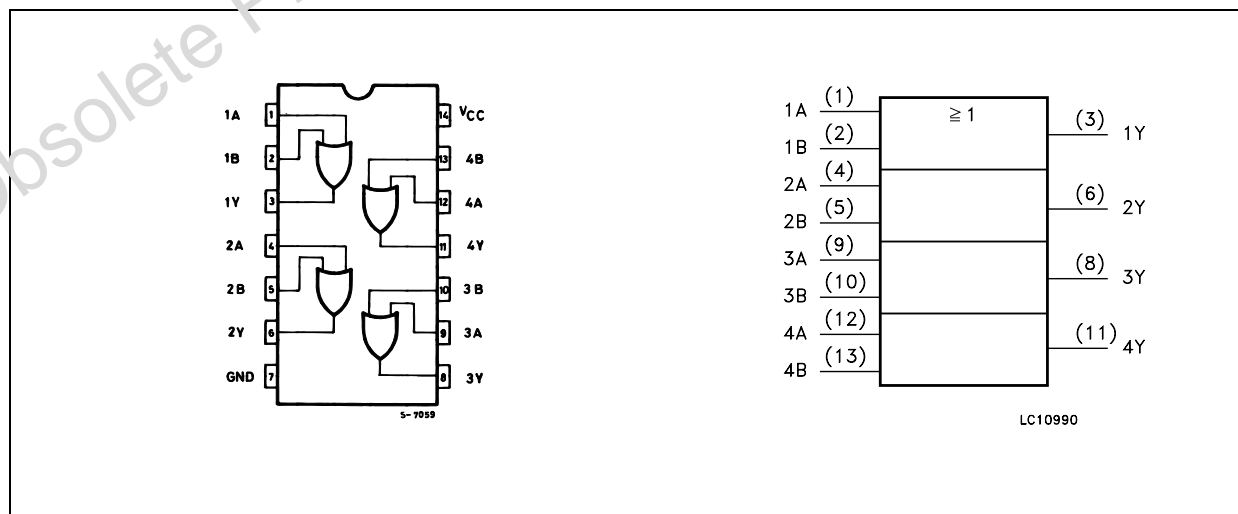 Obsolete P
1A 1 14 VCC
1B 2 13 4B
1Y 3 12 4A
2A 4 11 4Y
2B 5 10 3B
2Y 6 9 3A
GND 7 8 3Y
S-7059
≧1
1A (1) (3) 1Y
1B (2)
2A (4) (6) 2Y
2B (5)
3A (9) (8) 3Y
3B (10)
4A (12) (11) 4Y
4B (13)
LC10990